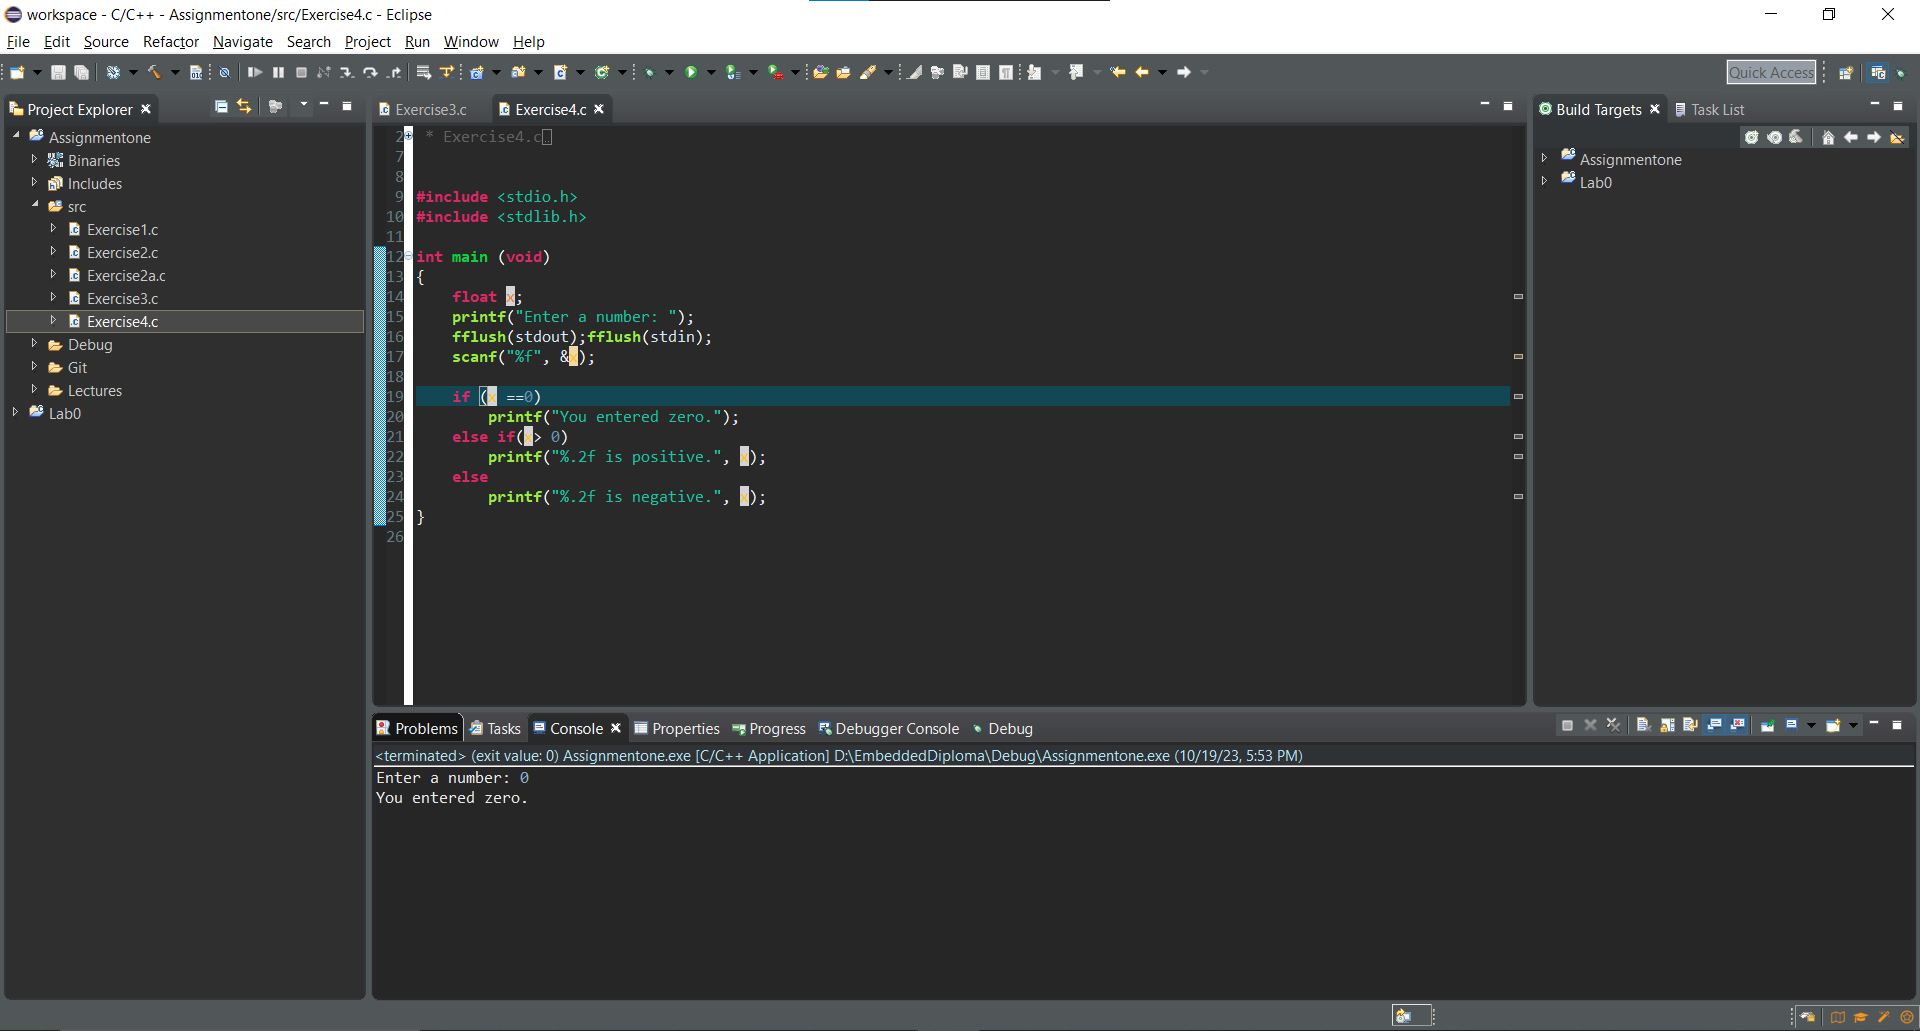 workspace - C/C++ - Assignmentone/src/Exercise4.c - Eclipse
File Edit Source Refactor Navigate Search Project Run Window Help
Quick Access
Project Explorer
Assignmentone
Binaries
Includes
src
Exercise1.c
Exercise2.c
Exercise2a.c
Exercise3.c
Exercise4.c
Debug
Git
Lectures
Lab0
Exercise3.c Exercise4.c
2 * Exercise4.c
7
8
9 #include <stdio.h>
10 #include <stdlib.h>
11
12 int main (void)
13 {
14 float x;
15 printf("Enter a number: ");
16 fflush(stdout);fflush(stdin);
17 scanf("%f", &x);
18
19 if (x ==0)
20 printf("You entered zero.");
21 else if(x> 0)
22 printf("%.2f is positive.", x);
23 else
24 printf("%.2f is negative.", x);
25 }
26
Build Targets Task List
Assignmentone
Lab0
Problems Tasks Console Properties Progress Debugger Console Debug
<terminated> (exit value: 0) Assignmentone.exe [C/C++ Application] D:\EmbeddedDiploma\Debug\Assignmentone.exe (10/19/23, 5:53 PM)
Enter a number: 0
You entered zero.